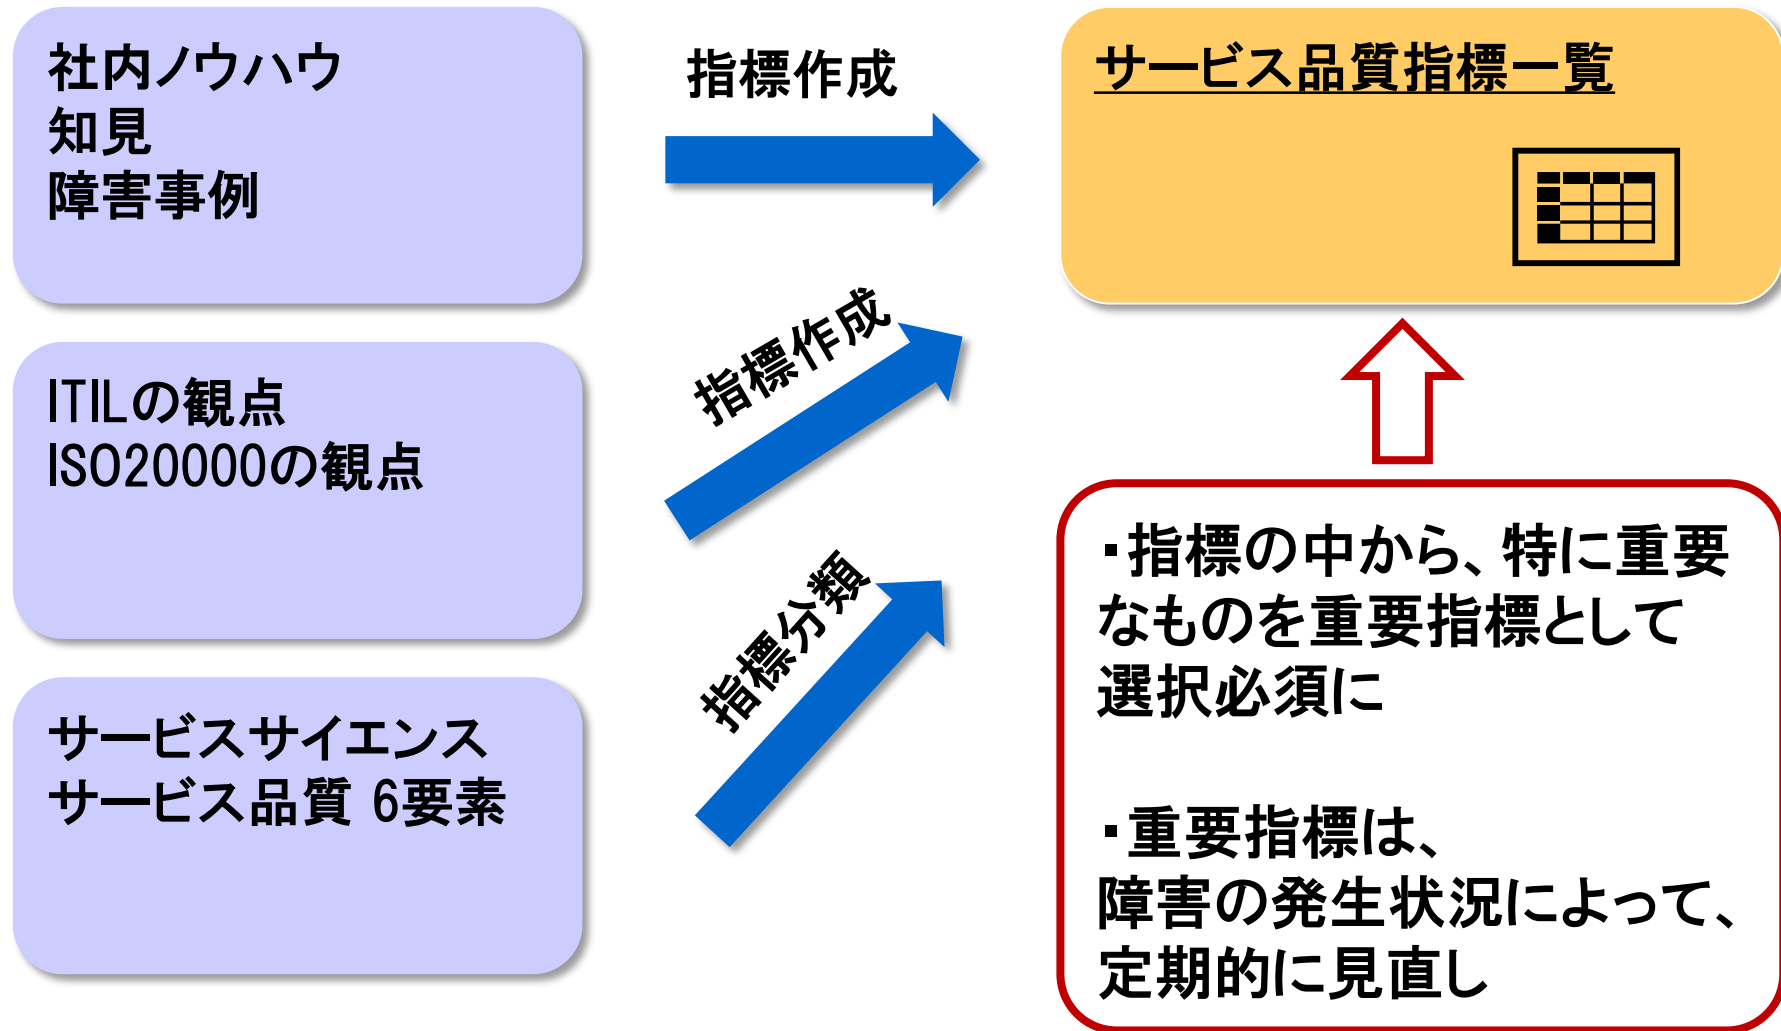 社内ノウハウ
知見
障害事例
指標作成
サービス品質指標一覧
ITILの観点
ISO20000の観点
指標作成
サービスサイエンス
サービス品質 6要素
指標分類
・指標の中から、特に重要
なものを重要指標として
選択必須に
・重要指標は、
障害の発生状況によって、
定期的に見直し